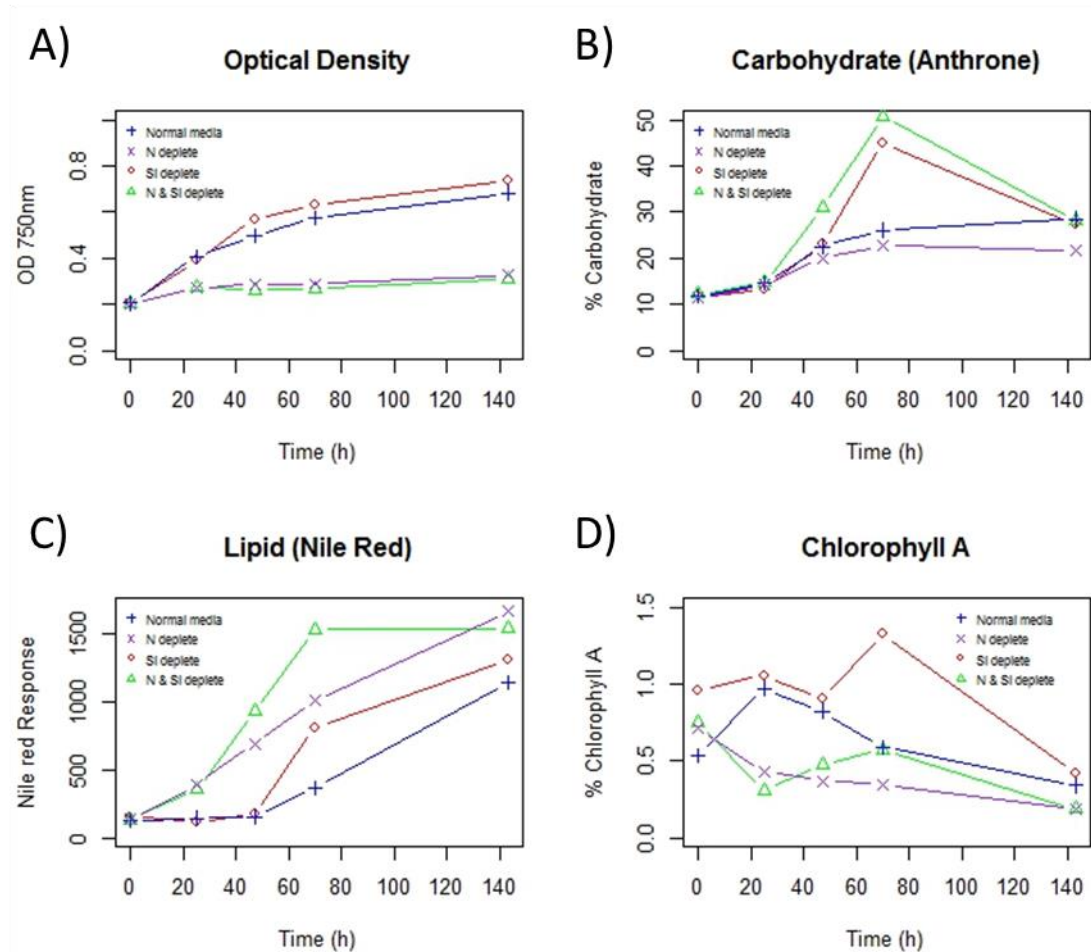 A)
Optical Density
Normal media
N deplete
SI deplete
N & SI deplete
OD 750nm
0.0 0.4 0.8
0 20 40 60 80 100 120 140
Time (h)
B)
Carbohydrate (Anthrone)
Normal media
N deplete
SI deplete
N & SI deplete
% Carbohydrate
0 10 20 30 40 50
0 20 40 60 80 100 120 140
Time (h)
C)
Lipid (Nile Red)
Normal media
N deplete
SI deplete
N & SI deplete
Nile red Response
0 500 1000 1500
0 20 40 60 80 100 120 140
Time (h)
D)
Chlorophyll A
Normal media
N deplete
SI deplete
N & SI deplete
% Chlorophyll A
0.0 0.5 1.0 1.5
0 20 40 60 80 100 120 140
Time (h)